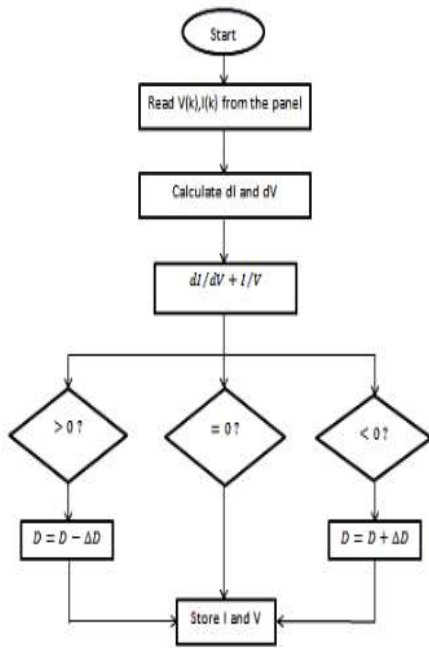 Start
Read V(k),I(k) from the panel
Calculate dI and dV
dI/dV + I/V
> 0 ?
= 0 ?
< 0 ?
D = D − ΔD
D = D + ΔD
Store I and V